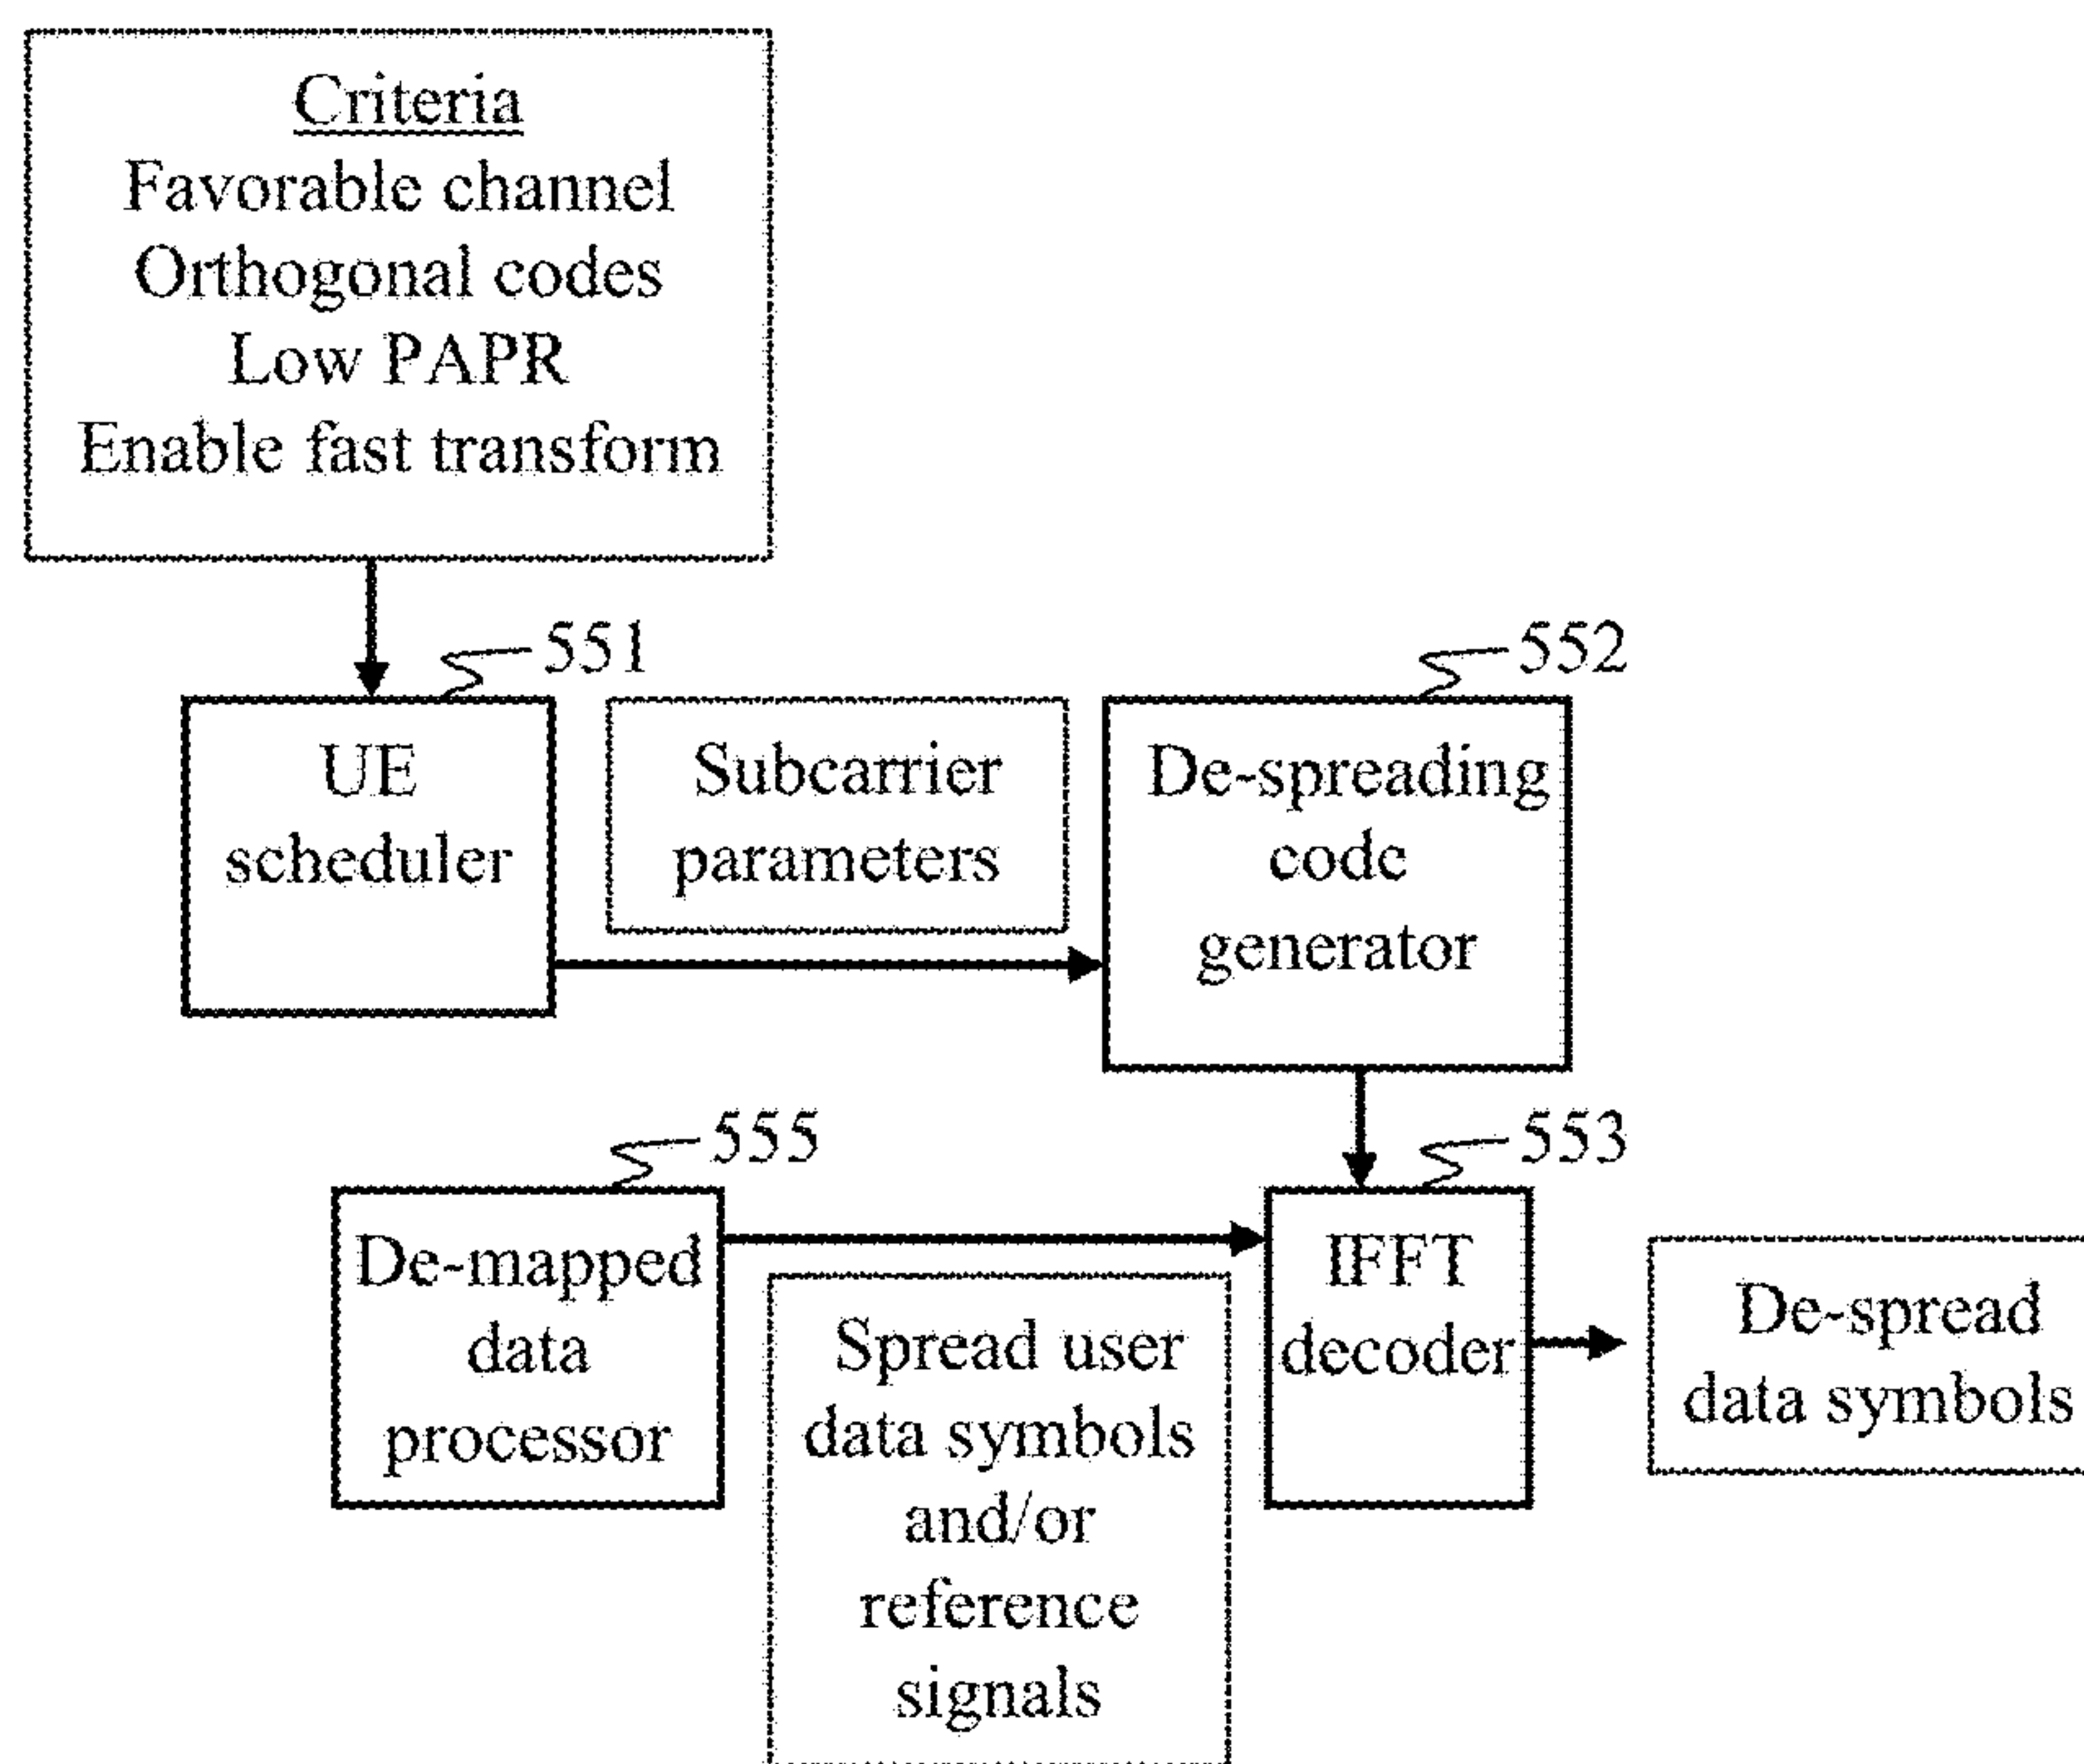 Criteria
Favorable channel
Orthogonal codes
Low PAPR
Enable fast transform
551
552
UE
scheduler
Subcarrier
parameters
De-spreading
code
generator
555
553
De-mapped
data
processor
Spread user
data symbols
and/or
reference
signals
IFFT
decoder
De-spread
data symbols